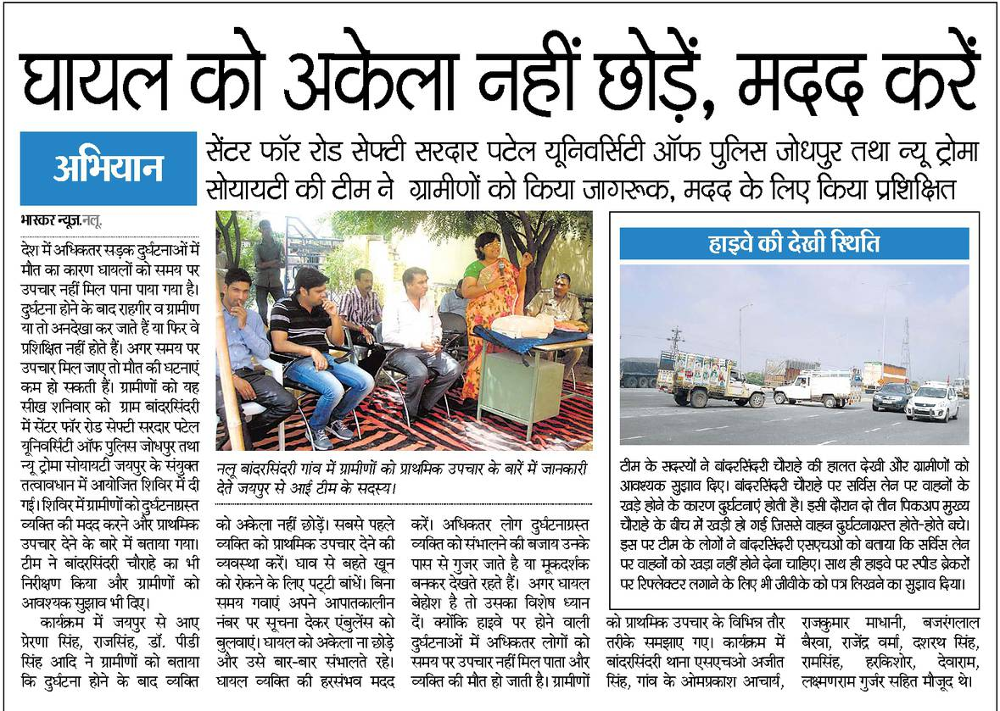 घायल को अकेला नहीं छोड़ें, मदद करें
अभियान
सेंटर फॉर रोड सेफ्टी सरदार पटेल यूनिवर्सिटी ऑफ पुलिस जोधपुर तथा न्यू ट्रोमा
सोयायटी की टीम ने ग्रामीणों को किया जागरूक, मदद के लिए किया प्रशिक्षित
भास्कर न्यूज.नलू.
देश में अधिकतर सड़क दुर्घटनाओं में
मौत का कारण घायलों को समय पर
उपचार नहीं मिल पाना पाया गया है।
दुर्घटना होने के बाद राहगीर व ग्रामीण
या तो अनदेखा कर जाते हैं या फिर वे
प्रशिक्षित नहीं होते हैं। अगर समय पर
उपचार मिल जाए तो मौत की घटनाएं
कम हो सकती हैं। ग्रामीणों को यह
सीख शनिवार को ग्राम बांदरसिंदरी
में सेंटर फॉर रोड सेफ्टी सरदार पटेल
यूनिवर्सिटी ऑफ पुलिस जोधपुर तथा
न्यू ट्रोमा सोयायटी जयपुर के संयुक्त
तत्वावधान में आयोजित शिविर में दी
गई। शिविर में ग्रामीणों को दुर्घटनाग्रस्त
व्यक्ति की मदद करने और प्राथमिक
उपचार देने के बारे में बताया गया।
टीम ने बांदरसिंदरी चौराहे का भी
निरीक्षण किया और ग्रामीणों को
आवश्यक सुझाव भी दिए।
कार्यक्रम में जयपुर से आए
प्रेरणा सिंह, राजसिंह, डॉ. पीडी
सिंह आदि ने ग्रामीणों को बताया
कि दुर्घटना होने के बाद व्यक्ति
नलू बांदरसिंदरी गांव में ग्रामीणों को प्राथमिक उपचार के बारें में जानकारी
देते जयपुर से आई टीम के सदस्य।
को अकेला नहीं छोड़ें। सबसे पहले
व्यक्ति को प्राथमिक उपचार देने की
व्यवस्था करें। घाव से बहते खून
को रोकने के लिए पट्टी बांधें। बिना
समय गवाएं अपने आपातकालीन
नंबर पर सूचना देकर एंबुलेंस को
बुलवाएं। घायल को अकेला ना छोड़े
और उसे बार-बार संभालते रहे।
घायल व्यक्ति की हरसंभव मदद
करें। अधिकतर लोग दुर्घटनाग्रस्त
व्यक्ति को संभालने की बजाय उनके
पास से गुजर जाते है या मूकदर्शक
बनकर देखते रहते हैं। अगर घायल
बेहोश है तो उसका विशेष ध्यान
दें। क्योंकि हाइवे पर होने वाली
दुर्घटनाओं में अधिकतर लोगों को
समय पर उपचार नहीं मिल पाता और
व्यक्ति की मौत हो जाती है। ग्रामीणों
हाइवे की देखी स्थिति
टीम के सदस्यों ने बांदरसिंदरी चौराहे की हालत देखी और ग्रामीणों को
आवश्यक सुझाव दिए। बांदरसिंदरी चौराहे पर सर्विस लेन पर वाहनों के
खड़े होने के कारण दुर्घटनाएं होती है। इसी दौरान दो तीन पिकअप मुख्य
चौराहे के बीच में खड़ी हो गई जिससे वाहन दुर्घटनाग्रस्त होते-होते बचे।
इस पर टीम के लोगों ने बांदरसिंदरी एसएचओ को बताया कि सर्विस लेन
पर वाहनों को खड़ा नहीं होने देना चाहिए। साथ ही हाइवे पर स्पीड ब्रेकरों
पर रिफ्लेक्टर लगाने के लिए भी जीवीके को पत्र लिखने का सुझाव दिया।
को प्राथमिक उपचार के विभिन्न तौर
तरीके समझाए गए। कार्यक्रम में
बांदरसिंदरी थाना एसएचओ अजीत
सिंह, गांव के ओमप्रकाश आचार्य,
राजकुमार माधानी, बजरंगलाल
बैरवा, राजेंद्र वर्मा, दशरथ सिंह,
रामसिंह, हरकिशोर, देवाराम,
लक्ष्मणराम गुर्जर सहित मौजूद थे।